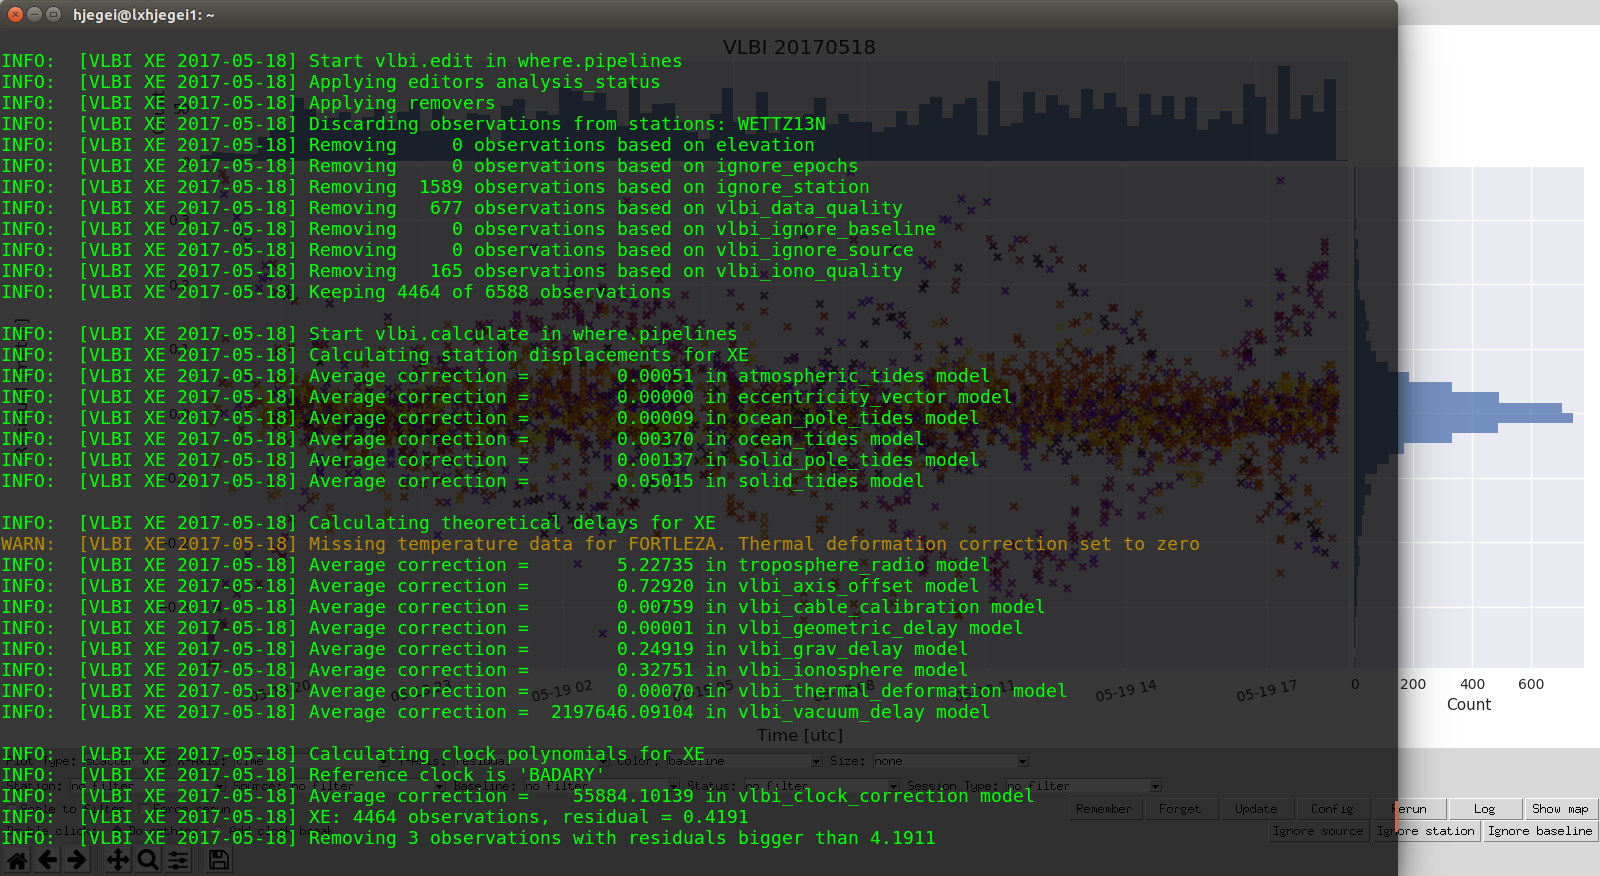 hjegei@lxhjegei1: ~
VLBI 20170518
INFO:  [VLBI XE 2017-05-18] Start vlbi.edit in where.pipelines
INFO:  [VLBI XE 2017-05-18] Applying editors analysis_status
INFO:  [VLBI XE 2017-05-18] Applying removers
INFO:  [VLBI XE 2017-05-18] Discarding observations from stations: WETTZ13N
INFO:  [VLBI XE 2017-05-18] Removing     0 observations based on elevation
INFO:  [VLBI XE 2017-05-18] Removing     0 observations based on ignore_epochs
INFO:  [VLBI XE 2017-05-18] Removing  1589 observations based on ignore_station
INFO:  [VLBI XE 2017-05-18] Removing   677 observations based on vlbi_data_quality
INFO:  [VLBI XE 2017-05-18] Removing     0 observations based on vlbi_ignore_baseline
INFO:  [VLBI XE 2017-05-18] Removing     0 observations based on vlbi_ignore_source
INFO:  [VLBI XE 2017-05-18] Removing   165 observations based on vlbi_iono_quality
INFO:  [VLBI XE 2017-05-18] Keeping 4464 of 6588 observations
INFO:  [VLBI XE 2017-05-18] Start vlbi.calculate in where.pipelines
INFO:  [VLBI XE 2017-05-18] Calculating station displacements for XE
INFO:  [VLBI XE 2017-05-18] Average correction =        0.00051 in atmospheric_tides model
INFO:  [VLBI XE 2017-05-18] Average correction =        0.00000 in eccentricity_vector model
INFO:  [VLBI XE 2017-05-18] Average correction =        0.00009 in ocean_pole_tides model
INFO:  [VLBI XE 2017-05-18] Average correction =        0.00370 in ocean_tides model
INFO:  [VLBI XE 2017-05-18] Average correction =        0.00137 in solid_pole_tides model
INFO:  [VLBI XE 2017-05-18] Average correction =        0.05015 in solid_tides model
INFO:  [VLBI XE 2017-05-18] Calculating theoretical delays for XE
WARN:  [VLBI XE 2017-05-18] Missing temperature data for FORTLEZA. Thermal deformation correction set to zero
INFO:  [VLBI XE 2017-05-18] Average correction =        5.22735 in troposphere_radio model
INFO:  [VLBI XE 2017-05-18] Average correction =        0.72920 in vlbi_axis_offset model
INFO:  [VLBI XE 2017-05-18] Average correction =        0.00759 in vlbi_cable_calibration model
INFO:  [VLBI XE 2017-05-18] Average correction =        0.00001 in vlbi_geometric_delay model
INFO:  [VLBI XE 2017-05-18] Average correction =        0.24919 in vlbi_grav_delay model
INFO:  [VLBI XE 2017-05-18] Average correction =        0.32751 in vlbi_ionosphere model
INFO:  [VLBI XE 2017-05-18] Average correction =        0.00070 in vlbi_thermal_deformation model
INFO:  [VLBI XE 2017-05-18] Average correction =  2197646.09104 in vlbi_vacuum_delay model
INFO:  [VLBI XE 2017-05-18] Calculating clock polynomials for XE
INFO:  [VLBI XE 2017-05-18] Reference clock is 'BADARY'
INFO:  [VLBI XE 2017-05-18] Average correction =    55884.10139 in vlbi_clock_correction model
INFO:  [VLBI XE 2017-05-18] XE: 4464 observations, residual = 0.4191
INFO:  [VLBI XE 2017-05-18] Removing 3 observations with residuals bigger than 4.1911
05-19 02 05-19 14 05-19 17
0 200 400 600
Count
Time [utc]
Color: baseline Size: none
Baseline: no filter Status: no filter Session Type: no filter
Remember Forget Update Config Rerun Log Show map
Ignore source Ignore station Ignore baseline